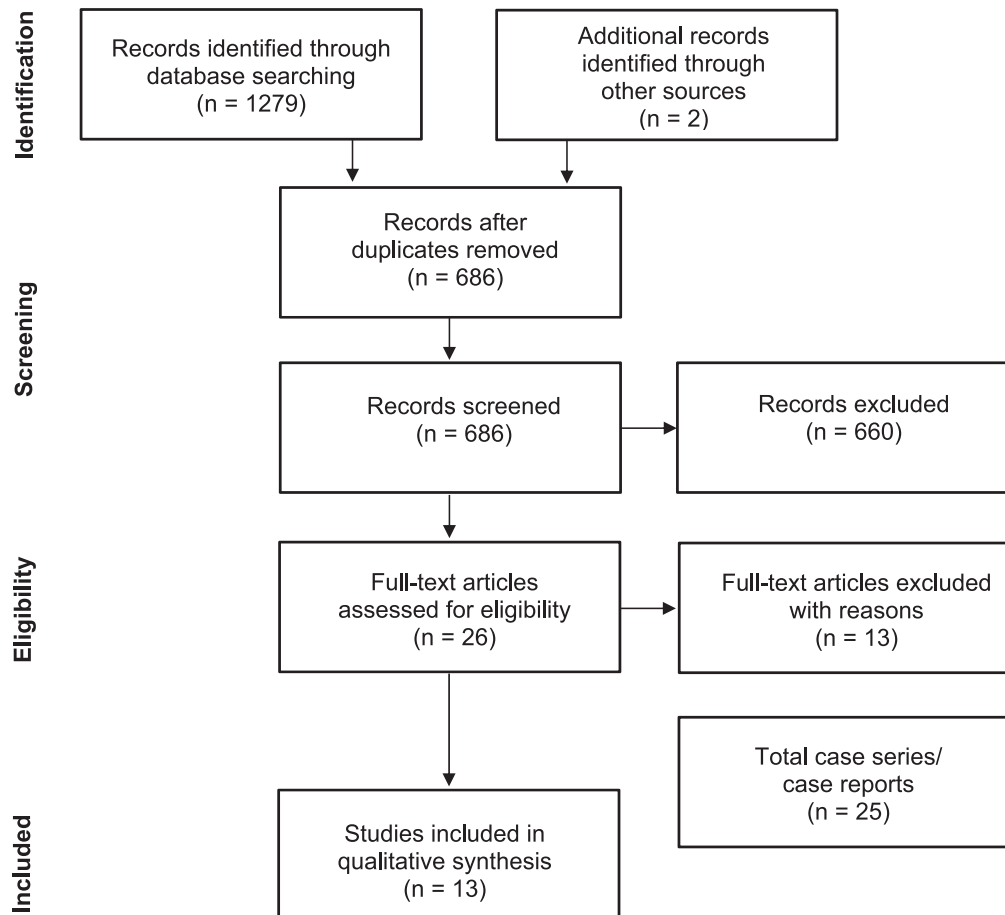 Identification
Records identified through
database searching
(n = 1279)
Additional records
identified through
other sources
(n = 2)
Records after
duplicates removed
(n = 686)
Screening
Records screened
(n = 686)
Records excluded
(n = 660)
Eligibility
Full-text articles
assessed for eligibility
(n = 26)
Full-text articles excluded
with reasons
(n = 13)
Total case series/
case reports
(n = 25)
Included
Studies included in
qualitative synthesis
(n = 13)